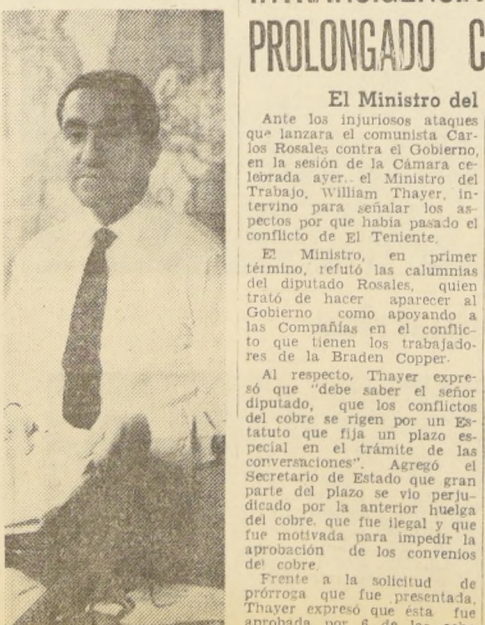 PROLONGADO C
El Ministro del
Ante los injuriosos ataques
que lanzara el comunista Car-
los Rosales contra el Gobierno,
en la sesión de la Cámara ce-
lebrada ayer.. el Ministro del
Trabajo, William Thayer, in-
tervino para señalar los as-
pectos por que había pasado el
conflicto de El Teniente.
El Ministro, en primer
término, refutó las calumnias
del diputado Rosales, quien
trató de hacer aparecer al
Gobierno como apoyando a
las Compañías en el conflic-
to que tienen los trabajado-
res de la Braden Copper.
Al respecto, Thayer expre-
só que "debe saber el señor
diputado, que los conflictos
del cobre se rigen por un Es-
tatuto que fija un plazo es-
pecial en el trámite de las
conversaciones". Agregó el
Secretario de Estado que gran
parte del plazo se vio perju-
dicado por la anterior huelga
del cobre, que fue ilegal y que
fue motivada para impedir la
aprobación de los convenios
del cobre.
Frente a la solicitud de
prórroga que fue presentada,
Thayer expresó que ésta fue
aprobada por 6 de los